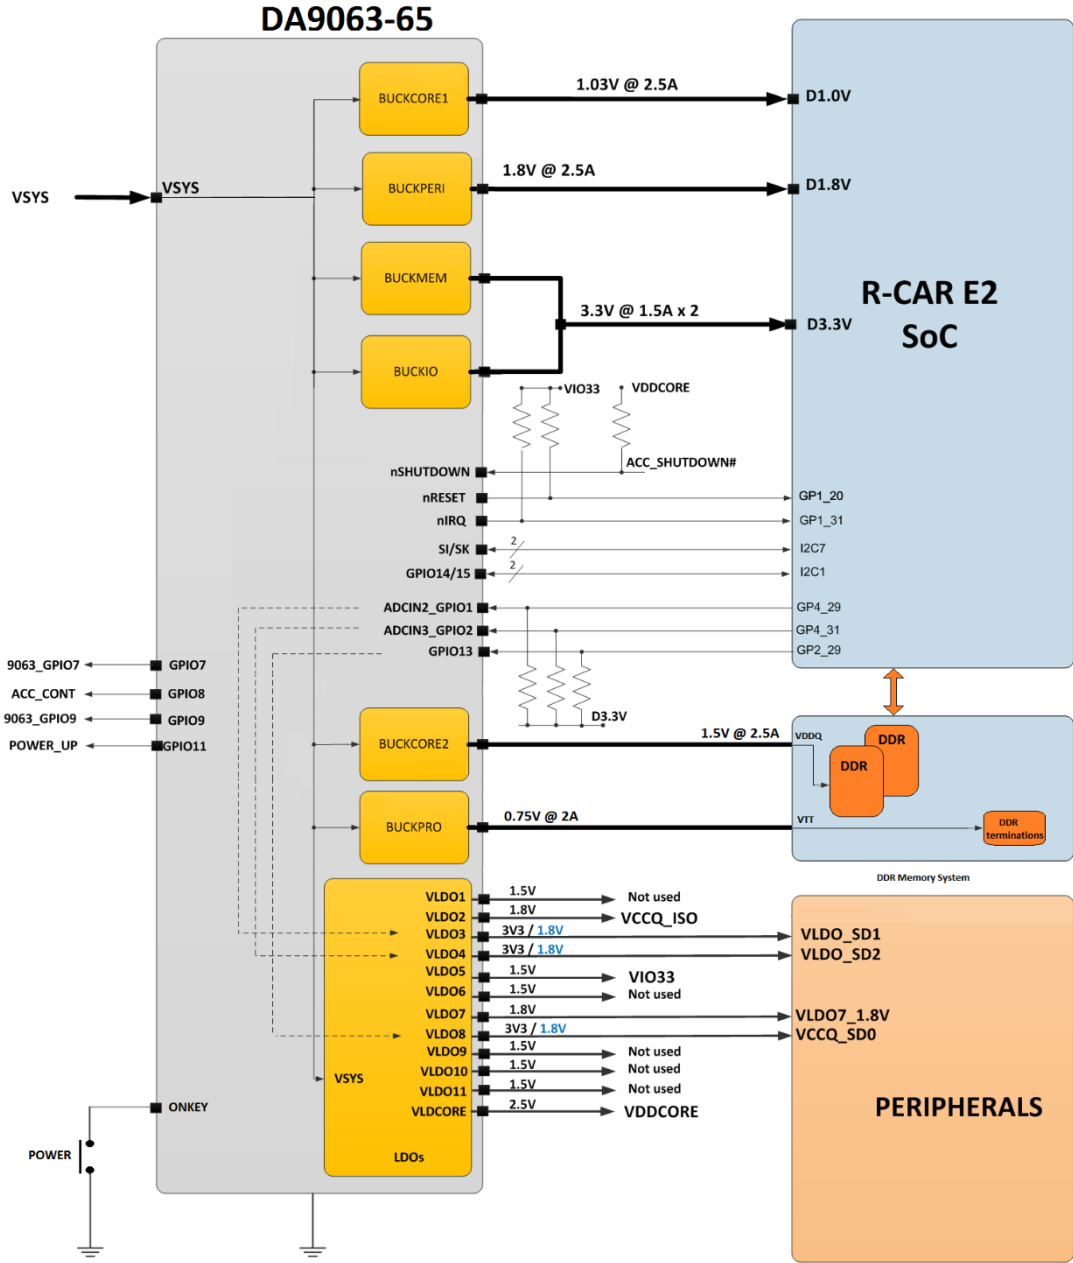 DA9063-65
BUCKCORE1
1.03V @ 2.5A
D1.0V
VSYS
VSYS
BUCKPERI
1.8V @ 2.5A
D1.8V
BUCKMEM
3.3V @ 1.5A x 2
D3.3V
R-CAR E2
SoC
BUCKIO
VIO33
VDDCORE
nSHUTDOWN
ACC_SHUTDOWN#
nRESET
GP1_20
nIRQ
GP1_31
SI/SK
2
I2C7
GPIO14/15
2
I2C1
ADCIN2_GPIO1
GP4_29
ADCIN3_GPIO2
GP4_31
GPIO13
GP2_29
9063_GPIO7
GPIO7
ACC_CONT
GPIO8
9063_GPIO9
GPIO9
POWER_UP
GPIO11
D3.3V
BUCKCORE2
1.5V @ 2.5A
VDDQ
DDR
DDR
BUCKPRO
0.75V @ 2A
VTT
DDR
terminations
DDR Memory System
VLDO1
1.5V
Not used
VLDO2
1.8V
VCCQ_ISO
VLDO3
3V3 / 1.8V
VLDO_SD1
VLDO4
3V3 / 1.8V
VLDO_SD2
VLDO5
1.5V
VIO33
VLDO6
1.5V
Not used
VLDO7
1.8V
VLDO7_1.8V
VLDO8
3V3 / 1.8V
VCCQ_SD0
VLDO9
1.5V
Not used
VLDO10
1.5V
Not used
VLDO11
1.5V
Not used
VLDCORE
2.5V
VDDCORE
VSYS
LDOs
PERIPHERALS
ONKEY
POWER